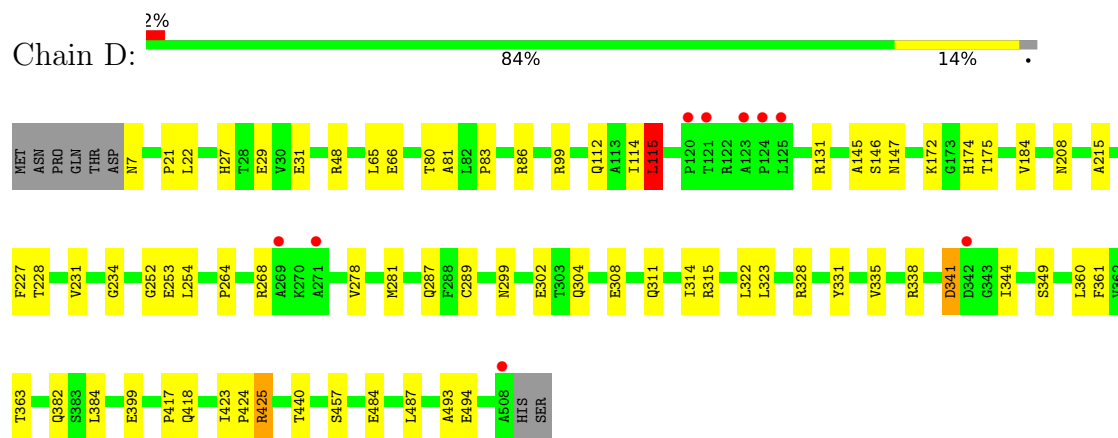 2%
Chain D:
84% 14% •
MET ASN PRO GLN THR ASP N7 P21 L22 H27 T28 E29 V30 E31 R48 L65 E66 T80 A81 L82 P83 R86 R99 Q112 A113 I114 L115 P120 T121 R122 A123 P124 L125 R131 A145 S146 N147 K172 G173 H174 T175 V184 N208 A215
F227 T228 V231 G234 G252 E253 L254 P264 R268 A269 K270 A271 V278 M281 Q287 F288 C289 N299 E302 T303 Q304 E308 Q311 I314 R315 L322 L323 R328 Y331 V335 R338 D341 D342 G343 I344 S349 L360 F361
T363 Q382 S383 L384 E399 P417 Q418 I423 P424 R425 T440 S457 E484 L487 A493 E494 A508 HIS SER